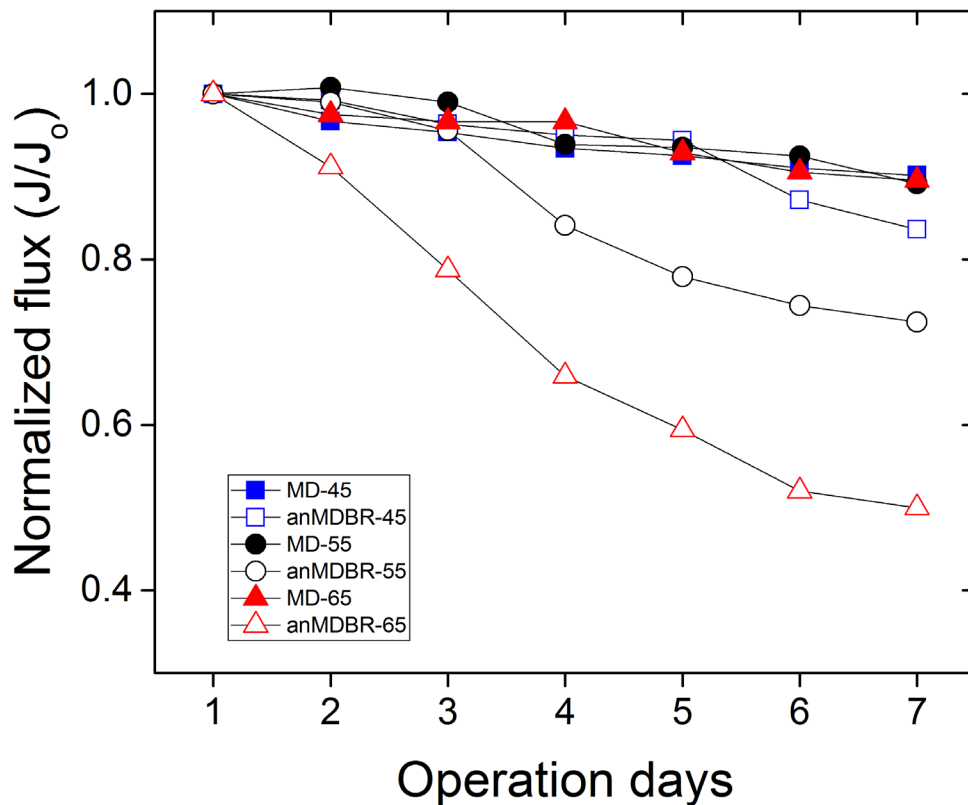 Normalized flux (J/Jo)
1.0
0.8
0.6
0.4
MD-45
anMDBR-45
MD-55
anMDBR-55
MD-65
anMDBR-65
1 2 3 4 5 6 7
Operation days